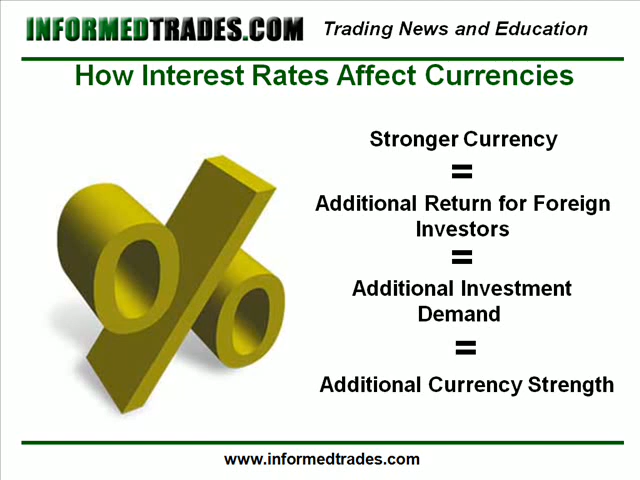 INFORMEDTRADES.COM Trading News and Education
How Interest Rates Affect Currencies
Stronger Currency
=
Additional Return for Foreign
Investors
=
Additional Investment
Demand
=
Additional Currency Strength
%
www.informedtrades.com